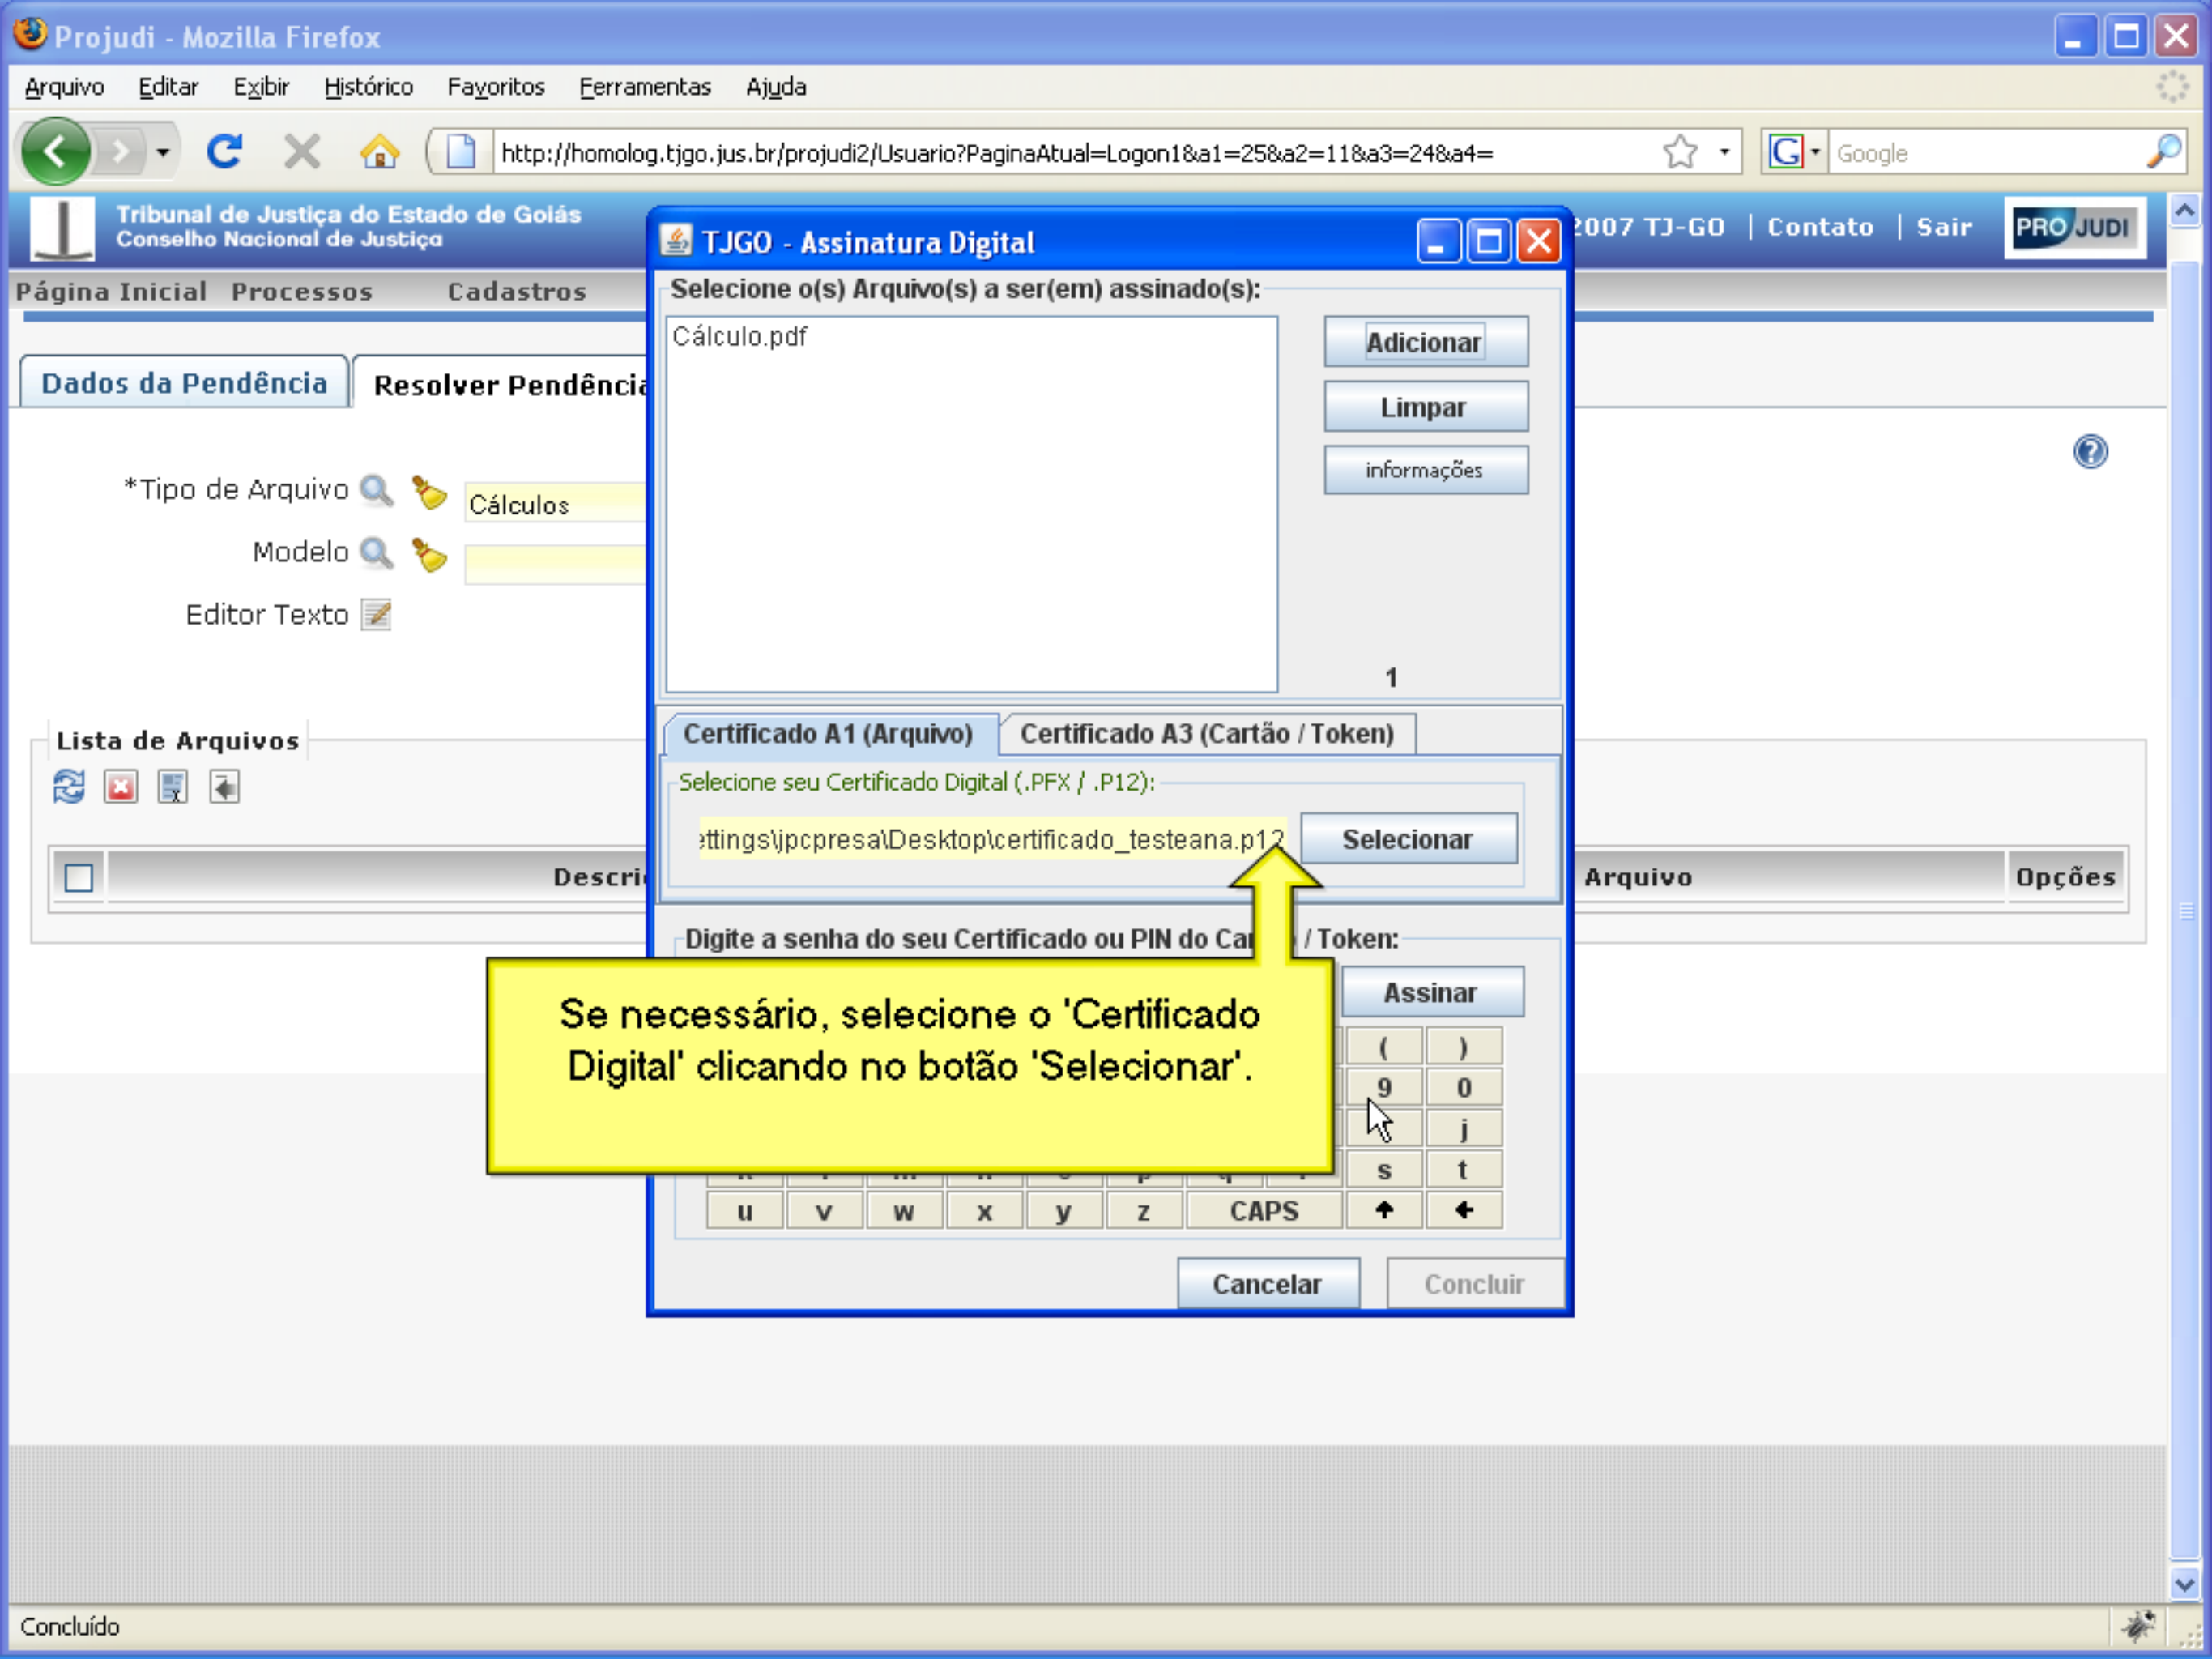 Projudi - Mozilla Firefox
Arquivo Editar Exibir Histórico Favoritos Ferramentas Ajuda
http://homolog.tjgo.jus.br/projudi2/Usuario?PaginaAtual=Logon1&a1=25&a2=11&a3=24&a4=
Google
Tribunal de Justiça do Estado de Goiás
Conselho Nacional de Justiça
2007 TJ-GO | Contato | Sair
PROJUDI
Página Inicial Processos Cadastros
Dados da Pendência
Resolver Pendência
*Tipo de Arquivo
Cálculos
Modelo
Editor Texto
Lista de Arquivos
Arquivo
Opções
TJGO - Assinatura Digital
Selecione o(s) Arquivo(s) a ser(em) assinado(s):
Cálculo.pdf
Adicionar
Limpar
informações
1
Certificado A1 (Arquivo)
Certificado A3 (Cartão / Token)
Selecione seu Certificado Digital (.PFX / .P12):
ettings\jpcpresa\Desktop\certificado_testeana.p12
Selecionar
Digite a senha do seu Certificado ou PIN do / Token:
Assinar
Se necessário, selecione o 'Certificado
Digital' clicando no botão 'Selecionar'.
( )
9 0
j
s t
u v w x y z CAPS
Cancelar
Concluir
Concluído